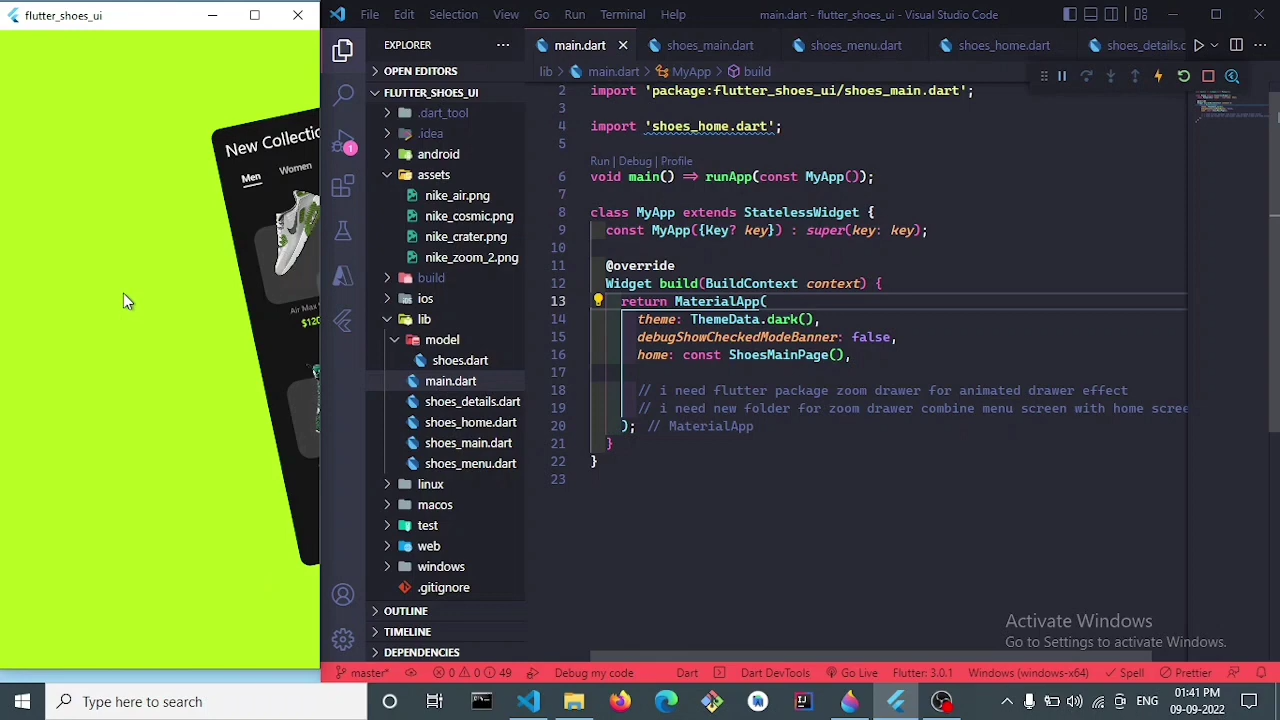 flutter_shoes_ui
New Collectio
Men
Women
Air Max
$120
File Edit Selection View Go Run Terminal Help
main.dart - flutter_shoes_ui - Visual Studio Code
EXPLORER
OPEN EDITORS
FLUTTER_SHOES_UI
.dart_tool
.idea
android
assets
nike_air.png
nike_cosmic.png
nike_crater.png
nike_zoom_2.png
build
ios
lib
model
shoes.dart
main.dart
shoes_details.dart
shoes_home.dart
shoes_main.dart
shoes_menu.dart
linux
macos
test
web
windows
.gitignore
OUTLINE
TIMELINE
DEPENDENCIES
1
main.dart shoes_main.dart shoes_menu.dart shoes_home.dart shoes_details.d
lib > main.dart > MyApp > build
2 import 'package:flutter_shoes_ui/shoes_main.dart';
3
4 import 'shoes_home.dart';
5
Run | Debug | Profile
6 void main() => runApp(const MyApp());
7
8 class MyApp extends StatelessWidget {
9 const MyApp({Key? key}) : super(key: key);
10
11 @override
12 Widget build(BuildContext context) {
13 return MaterialApp(
14 theme: ThemeData.dark(),
15 debugShowCheckedModeBanner: false,
16 home: const ShoesMainPage(),
17
18 // i need flutter package zoom drawer for animated drawer effect
19 // i need new folder for zoom drawer combine menu screen with home scree
20 ); // MaterialApp
21 }
22 }
23
Activate Windows
Go to Settings to activate Windows.
master* 0 0 49 Debug my code Dart Dart DevTools Go Live Flutter: 3.0.1 Windows (windows-x64) Spell Prettier
Type here to search
ENG
01:41 PM
09-09-2022